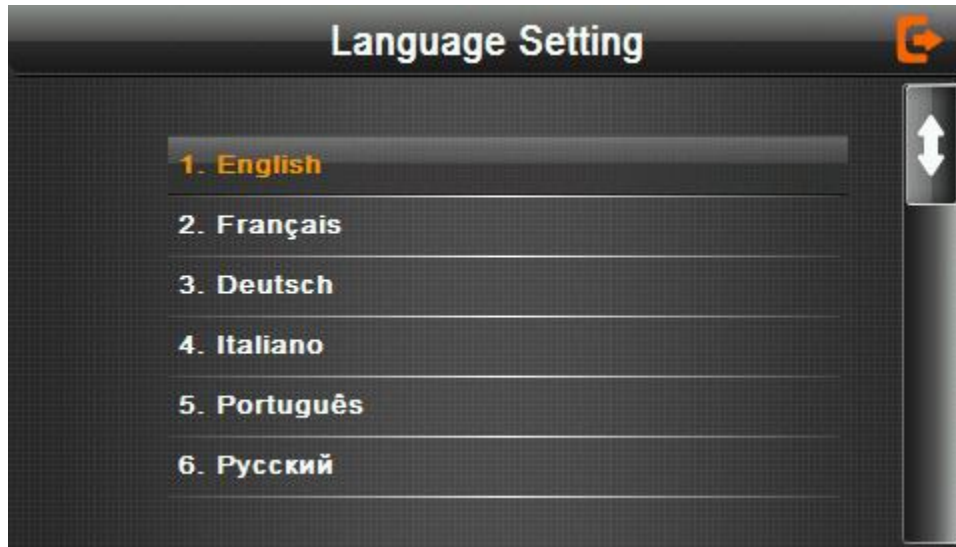 Language Setting
1. English
2. Français
3. Deutsch
4. Italiano
5. Português
6. Русский